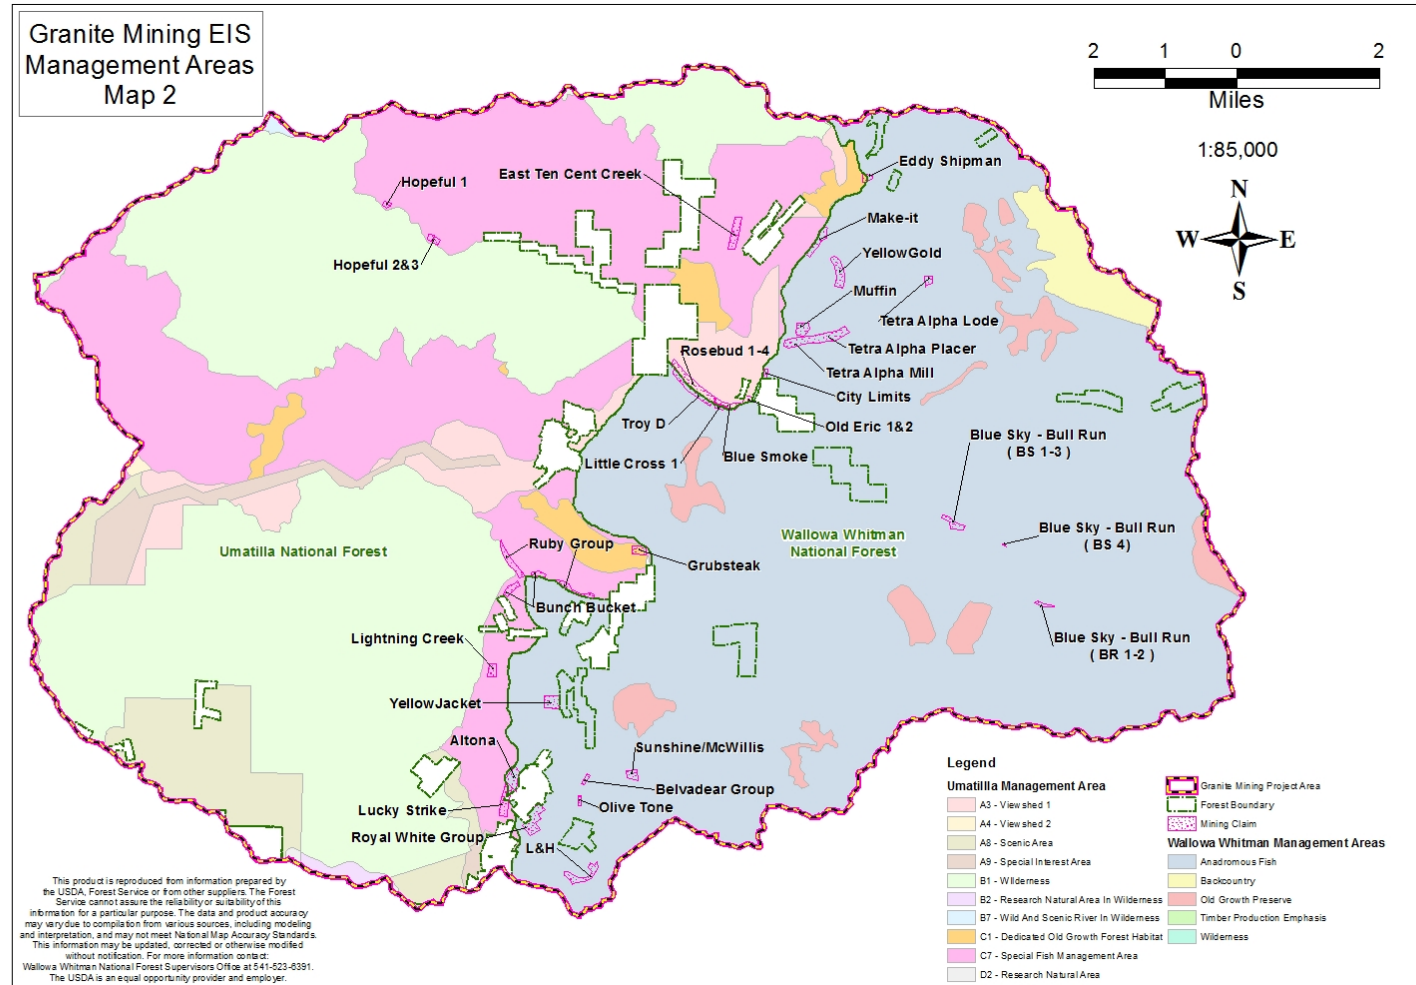 Granite Mining EIS
Management Areas
Map 2
2 1 0 2
Miles
1:85,000
N
W E
S
Eddy Shipman
East Ten Cent Creek
Hopeful 1
Make-it
YellowGold
Hopeful 2&3
Muffin
Tetra Alpha Lode
Rosebud 1-4
Tetra Alpha Placer
Tetra Alpha Mill
City Limits
Troy D
Old Eric 1&2
Little Cross 1
Blue Smoke
Blue Sky - Bull Run
( BS 1-3 )
Blue Sky - Bull Run
( BS 4)
Wallowa Whitman
National Forest
Umatilla National Forest
Ruby Group
Grubsteak
Bunch Bucket
Lightning Creek
Blue Sky - Bull Run
( BR 1-2 )
YellowJacket
Altona
Sunshine/McWillis
Belvadear Group
Lucky Strike
Olive Tone
Royal White Group
L&H
Legend
Umatillla Management Area
A3 - Viewshed 1
A4 - Viewshed 2
A8 - Scenic Area
A9 - Special Interest Area
B1 - Wilderness
B2 - Research Natural Area In Wilderness
B7 - Wild And Scenic River In Wilderness
C1 - Dedicated Old Growth Forest Habitat
C7 - Special Fish Management Area
D2 - Research Natural Area
Granite Mining Project Area
Forest Boundary
Mining Claim
Wallowa Whitman Management Areas
Anadromous Fish
Backcountry
Old Growth Preserve
Timber Production Emphasis
Wilderness
This product is reproduced from information prepared by
the USDA, Forest Service or from other suppliers. The Forest
Service cannot assure the reliability or suitability of this
information for a particular purpose. The data and product accuracy
may vary due to compilation from various sources, including modeling
and interpretation, and may not meet National Map Accuracy Standards.
This information may be updated, corrected or otherwise modified
without notification. For more information contact:
Wallowa Whitman National Forest Supervisors Office at 541-523-6391.
The USDA is an equal opportunity provider and employer.